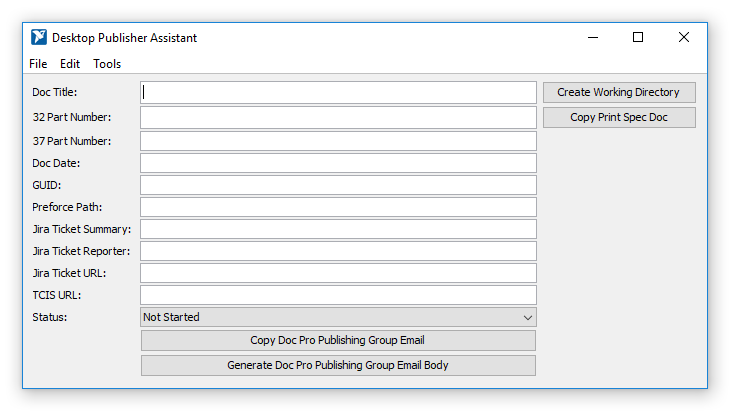 Desktop Publisher Assistant
File Edit Tools
Doc Title: Create Working Directory
32 Part Number: Copy Print Spec Doc
37 Part Number:
Doc Date:
GUID:
Preforce Path:
Jira Ticket Summary:
Jira Ticket Reporter:
Jira Ticket URL:
TCIS URL:
Status: Not Started
Copy Doc Pro Publishing Group Email
Generate Doc Pro Publishing Group Email Body